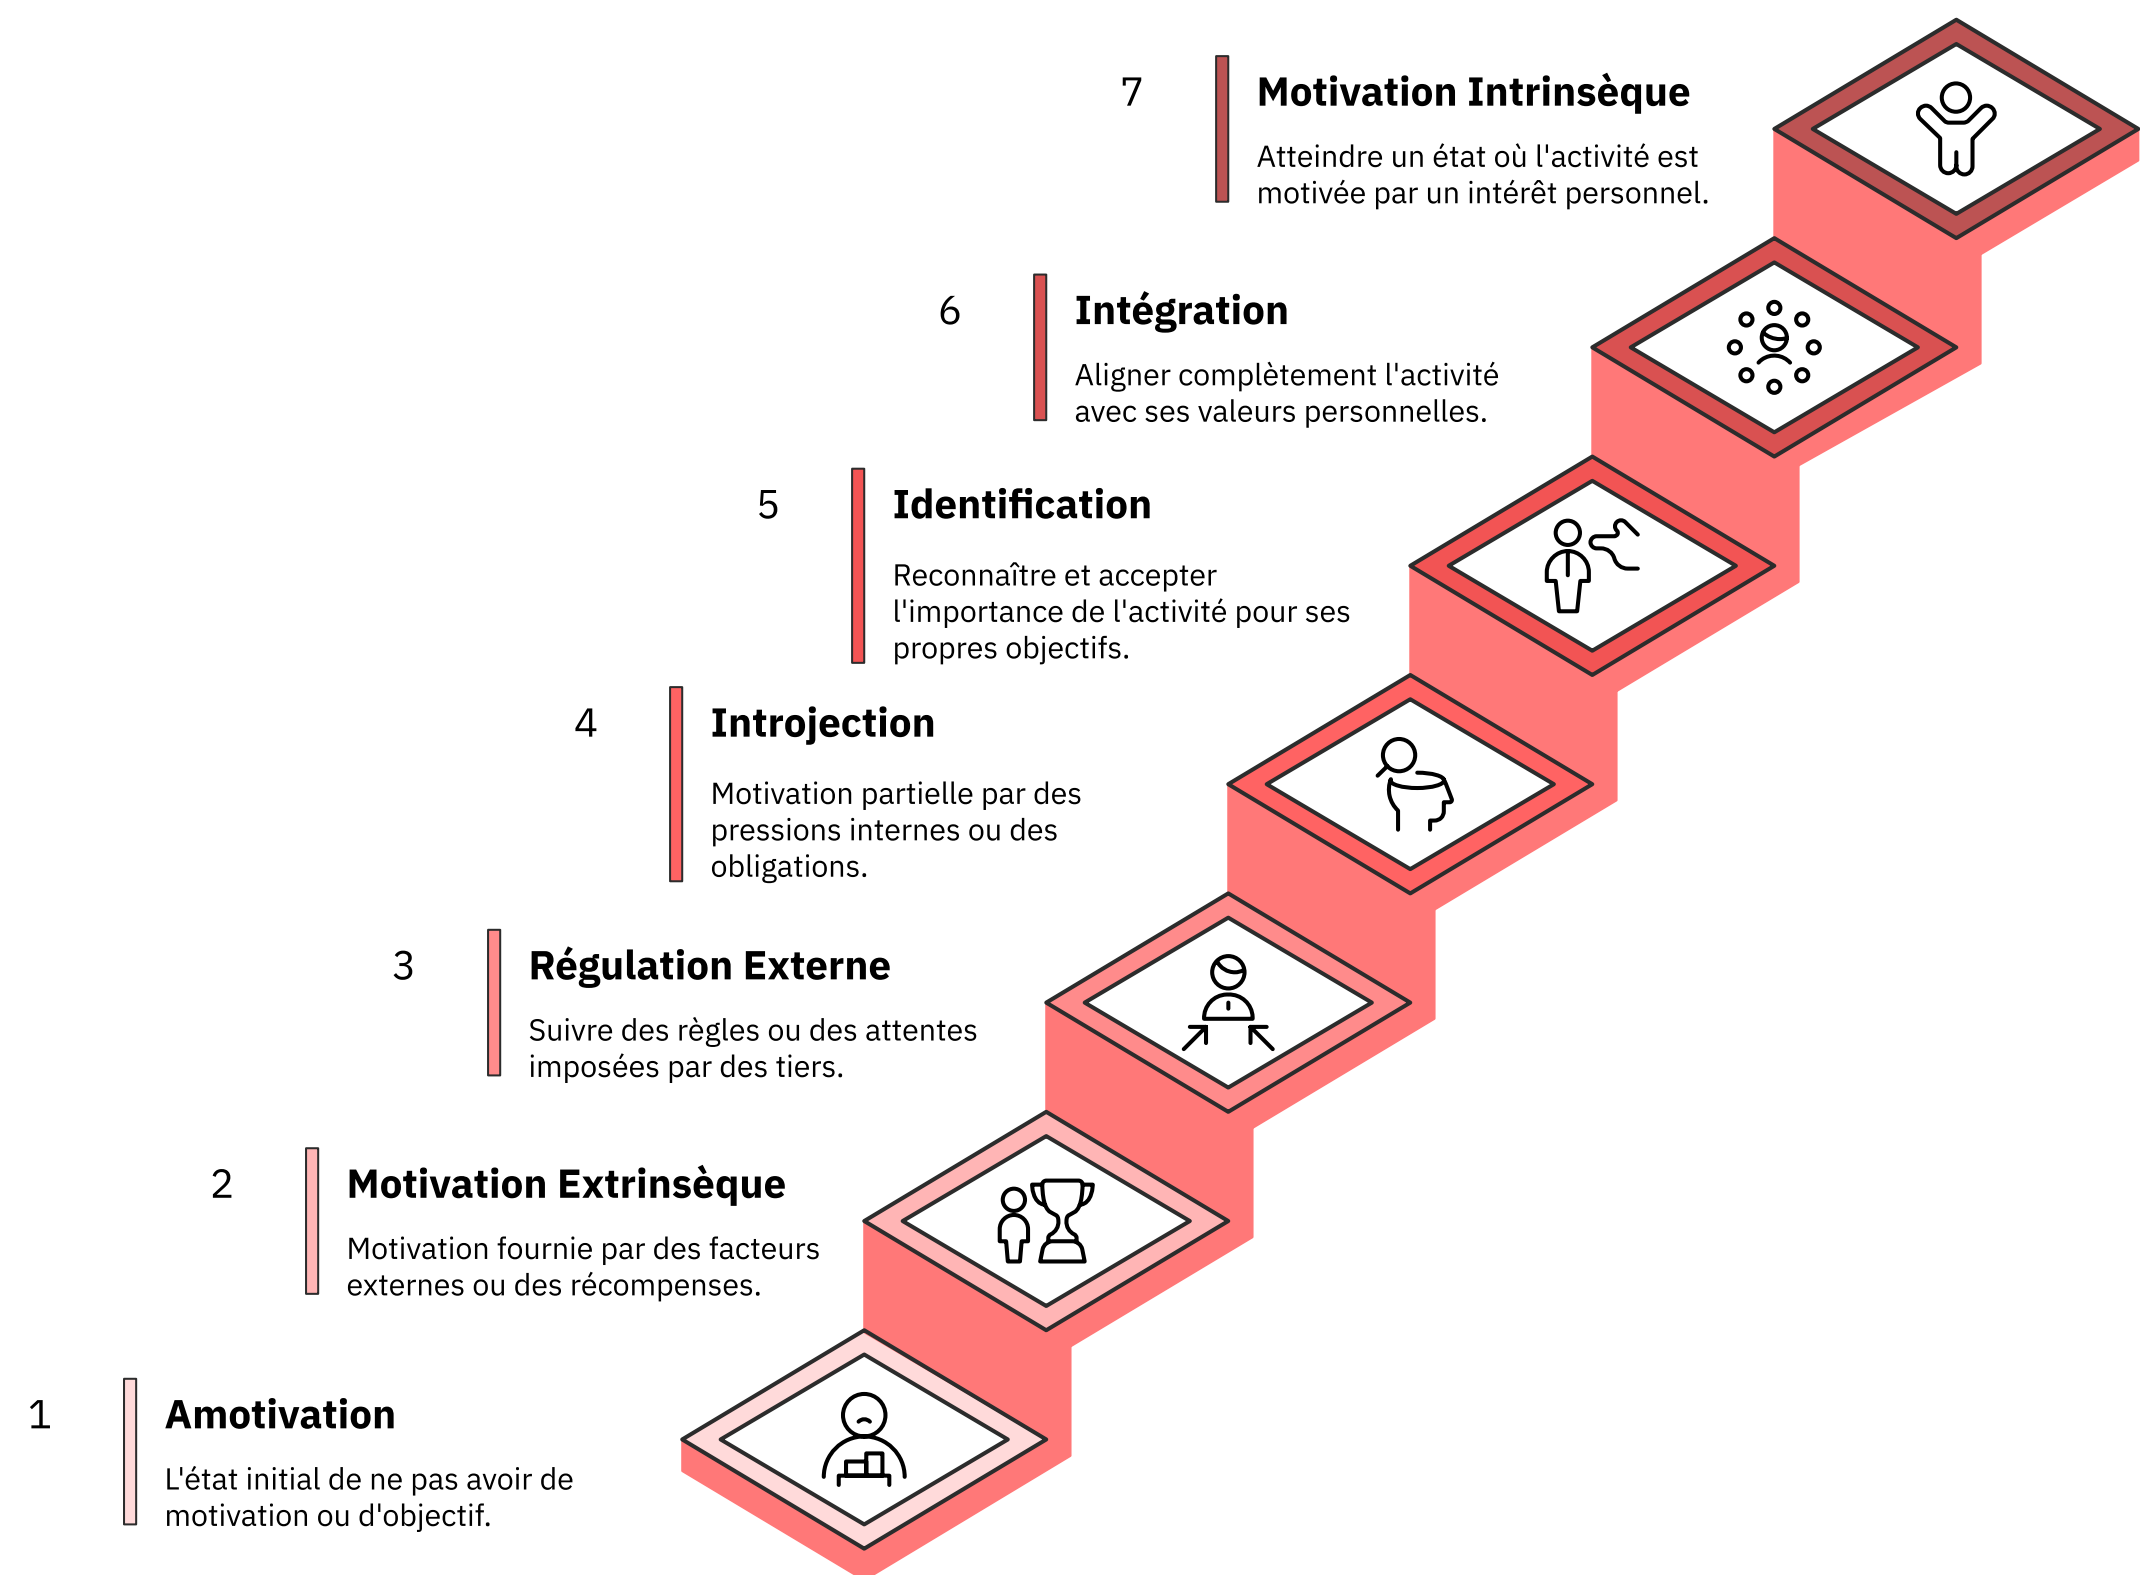 7
Motivation Intrinsèque
Atteindre un état où l'activité est
motivée par un intérêt personnel.
6
Intégration
Aligner complètement l'activité
avec ses valeurs personnelles.
5
Identification
Reconnaître et accepter
l'importance de l'activité pour ses
propres objectifs.
4
Introjection
Motivation partielle par des
pressions internes ou des
obligations.
3
Régulation Externe
Suivre des règles ou des attentes
imposées par des tiers.
2
Motivation Extrinsèque
Motivation fournie par des facteurs
externes ou des récompenses.
1
Amotivation
L'état initial de ne pas avoir de
motivation ou d'objectif.